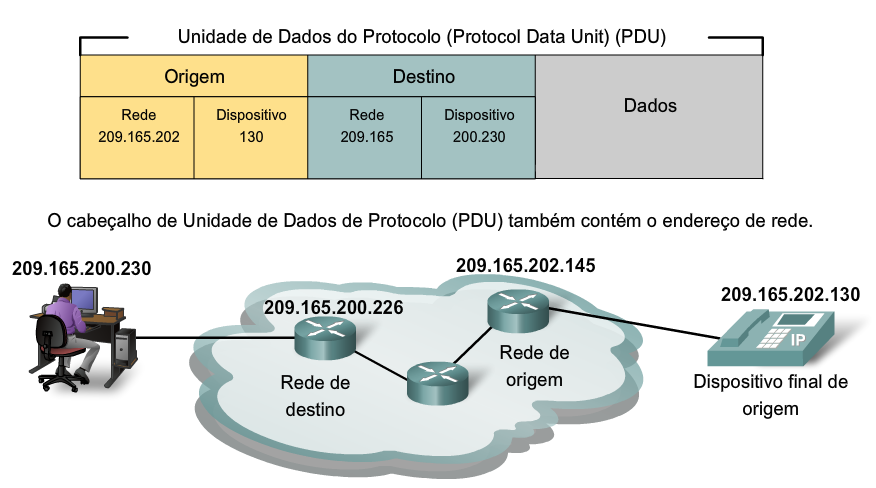 Unidade de Dados do Protocolo (Protocol Data Unit) (PDU)
Origem
Destino
Dados
Rede
209.165.202
Dispositivo
130
Rede
209.165
Dispositivo
200.230
O cabeçalho de Unidade de Dados de Protocolo (PDU) também contém o endereço de rede.
209.165.200.230
209.165.200.226
209.165.202.145
209.165.202.130
IP
Rede de
destino
Rede de
origem
Dispositivo final de
origem